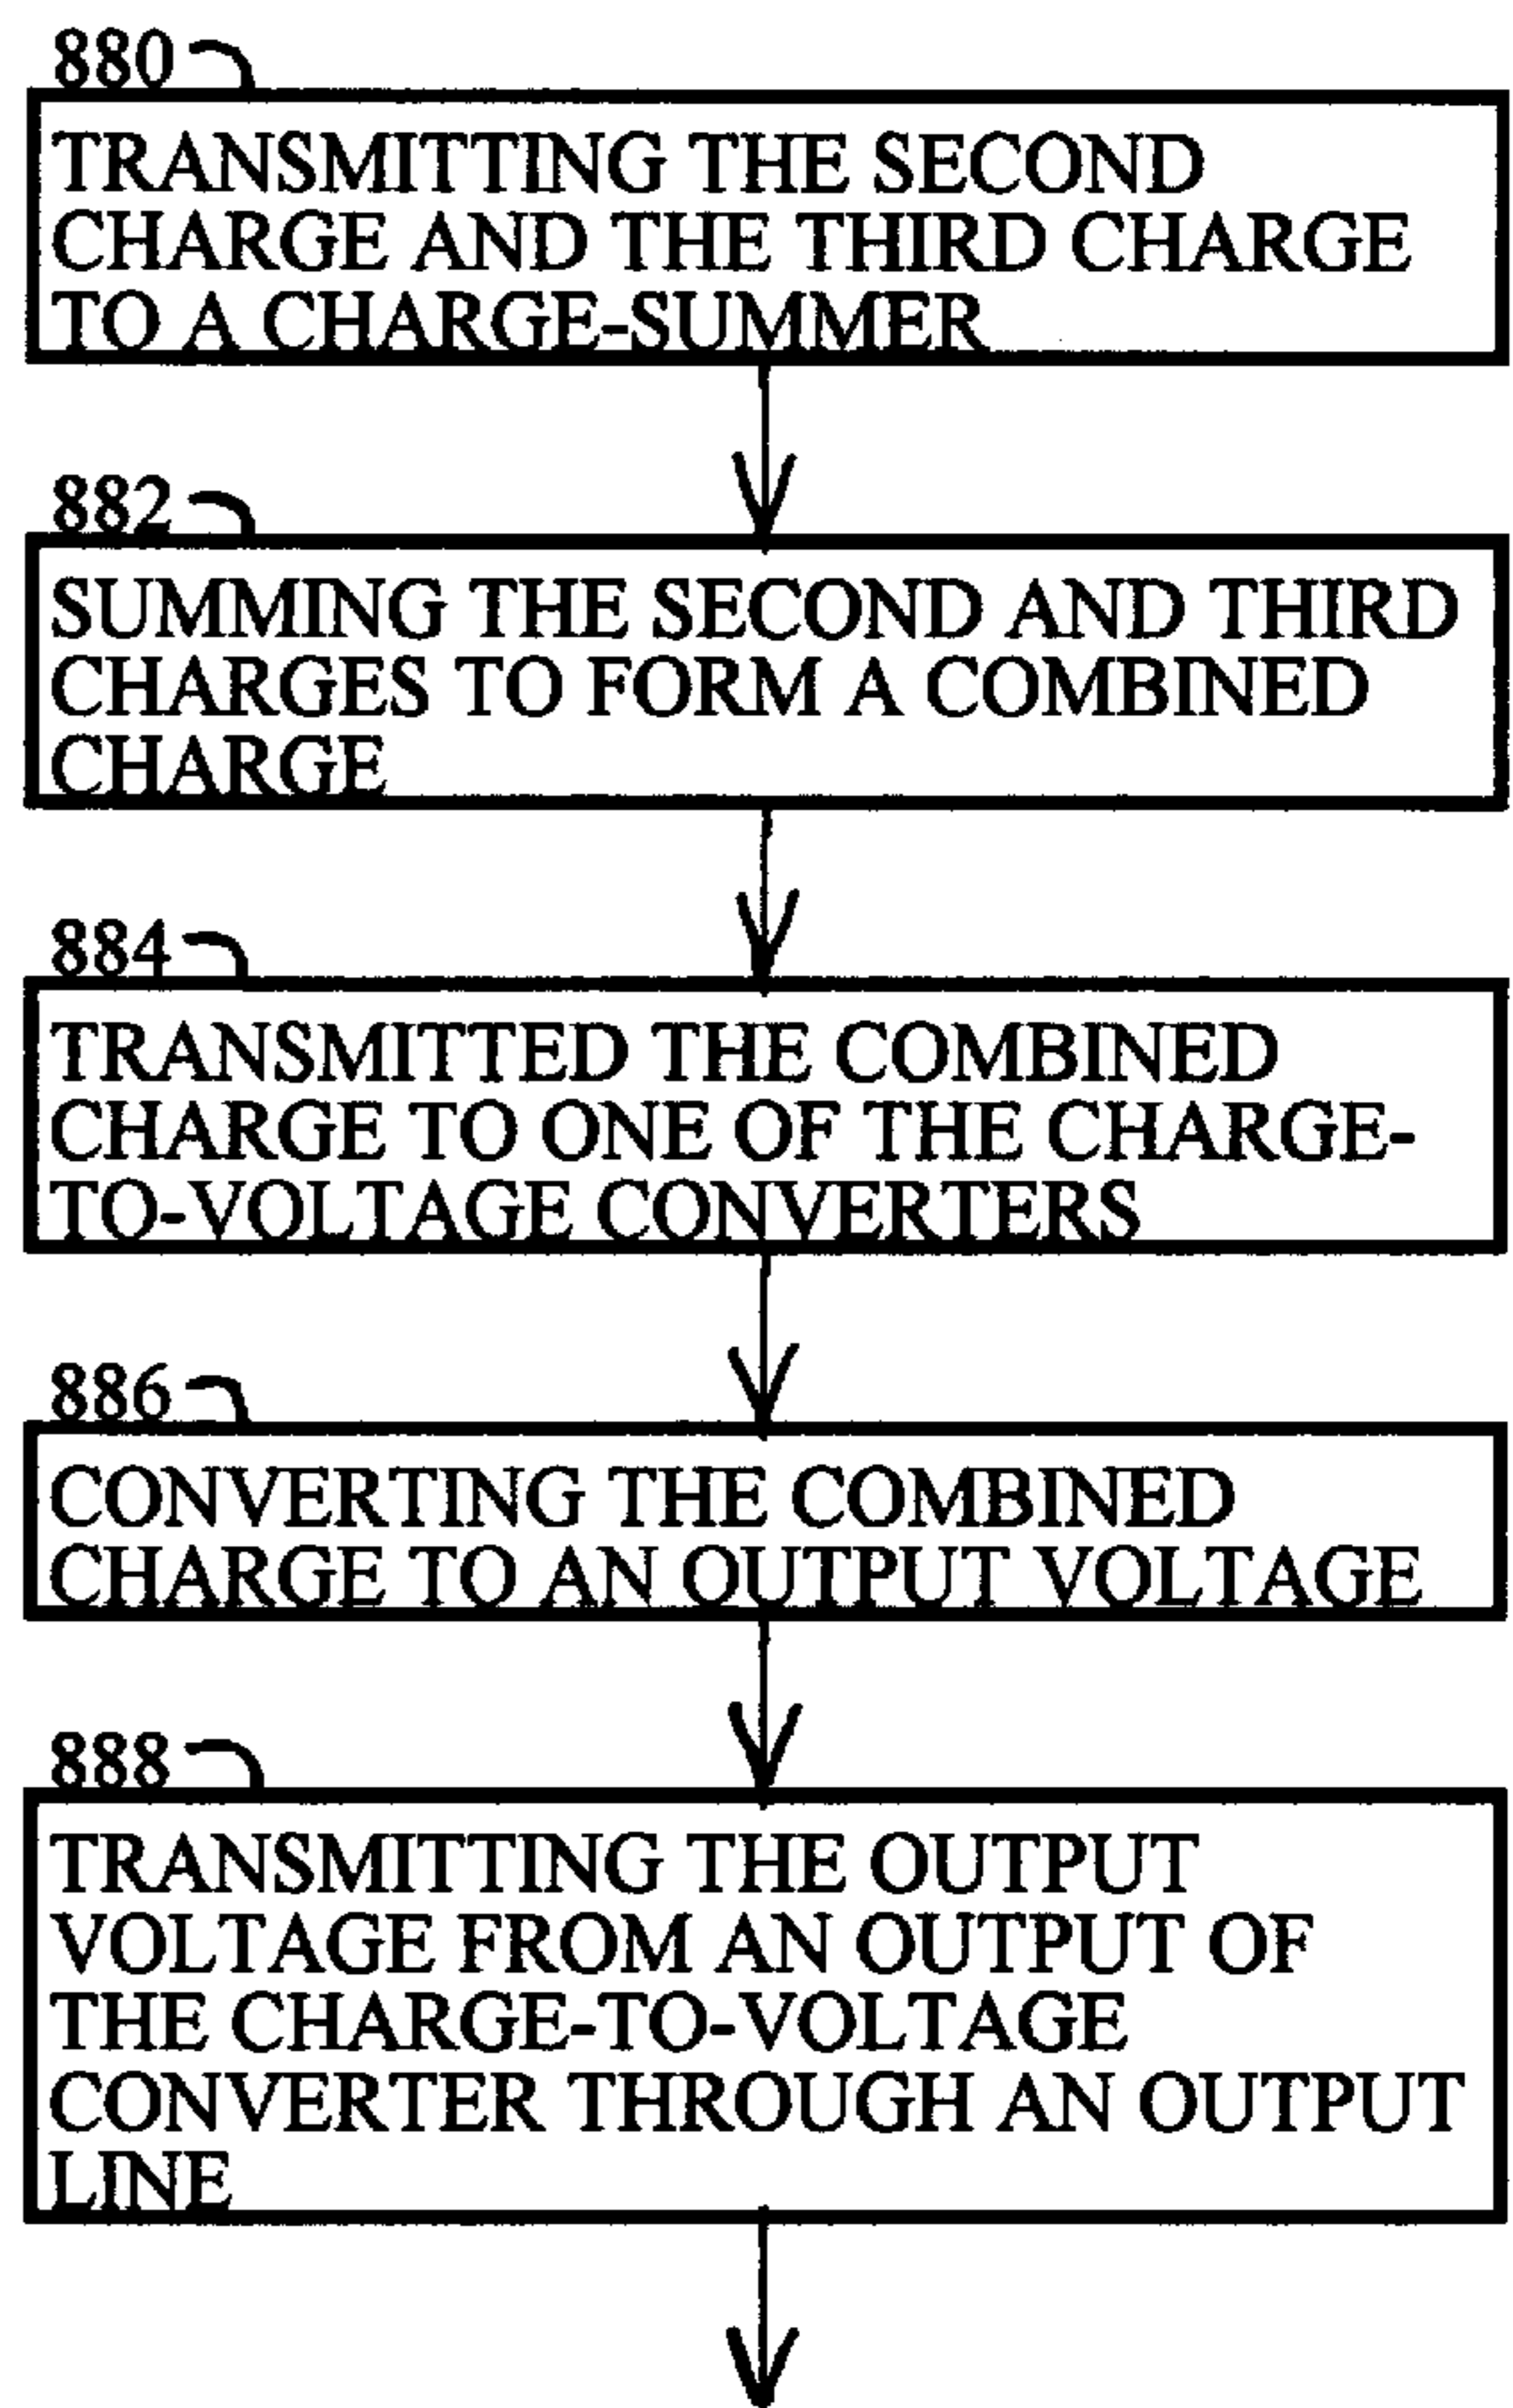 880
TRANSMITTING THE SECOND
CHARGE AND THE THIRD CHARGE
TO A CHARGE-SUMMER
882
SUMMING THE SECOND AND THIRD
CHARGES TO FORM A COMBINED
CHARGE
884
TRANSMITTED THE COMBINED
CHARGE TO ONE OF THE CHARGE-
TO-VOLTAGE CONVERTERS
886
CONVERTING THE COMBINED
CHARGE TO AN OUTPUT VOLTAGE
888
TRANSMITTING THE OUTPUT
VOLTAGE FROM AN OUTPUT OF
THE CHARGE-TO-VOLTAGE
CONVERTER THROUGH AN OUTPUT
LINE